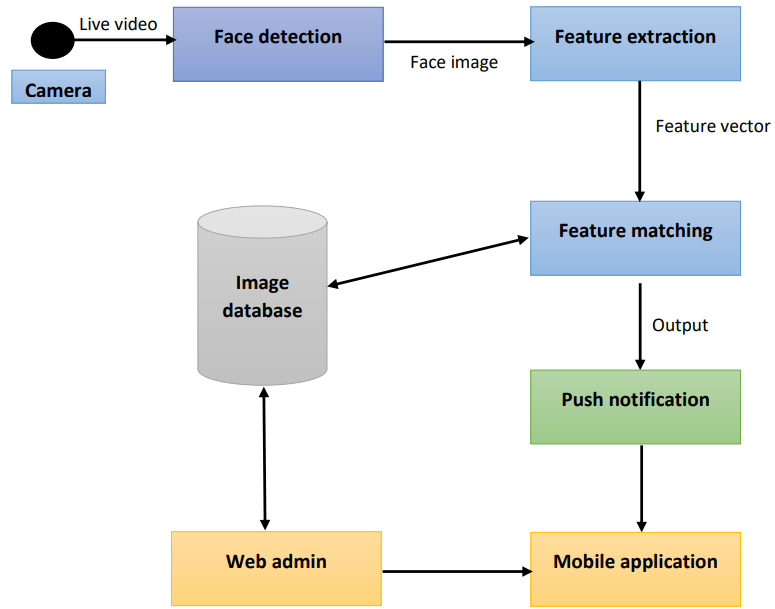 Live video
Camera
Face detection
Face image
Feature extraction
Feature vector
Feature matching
Image
database
Output
Push notification
Web admin
Mobile application